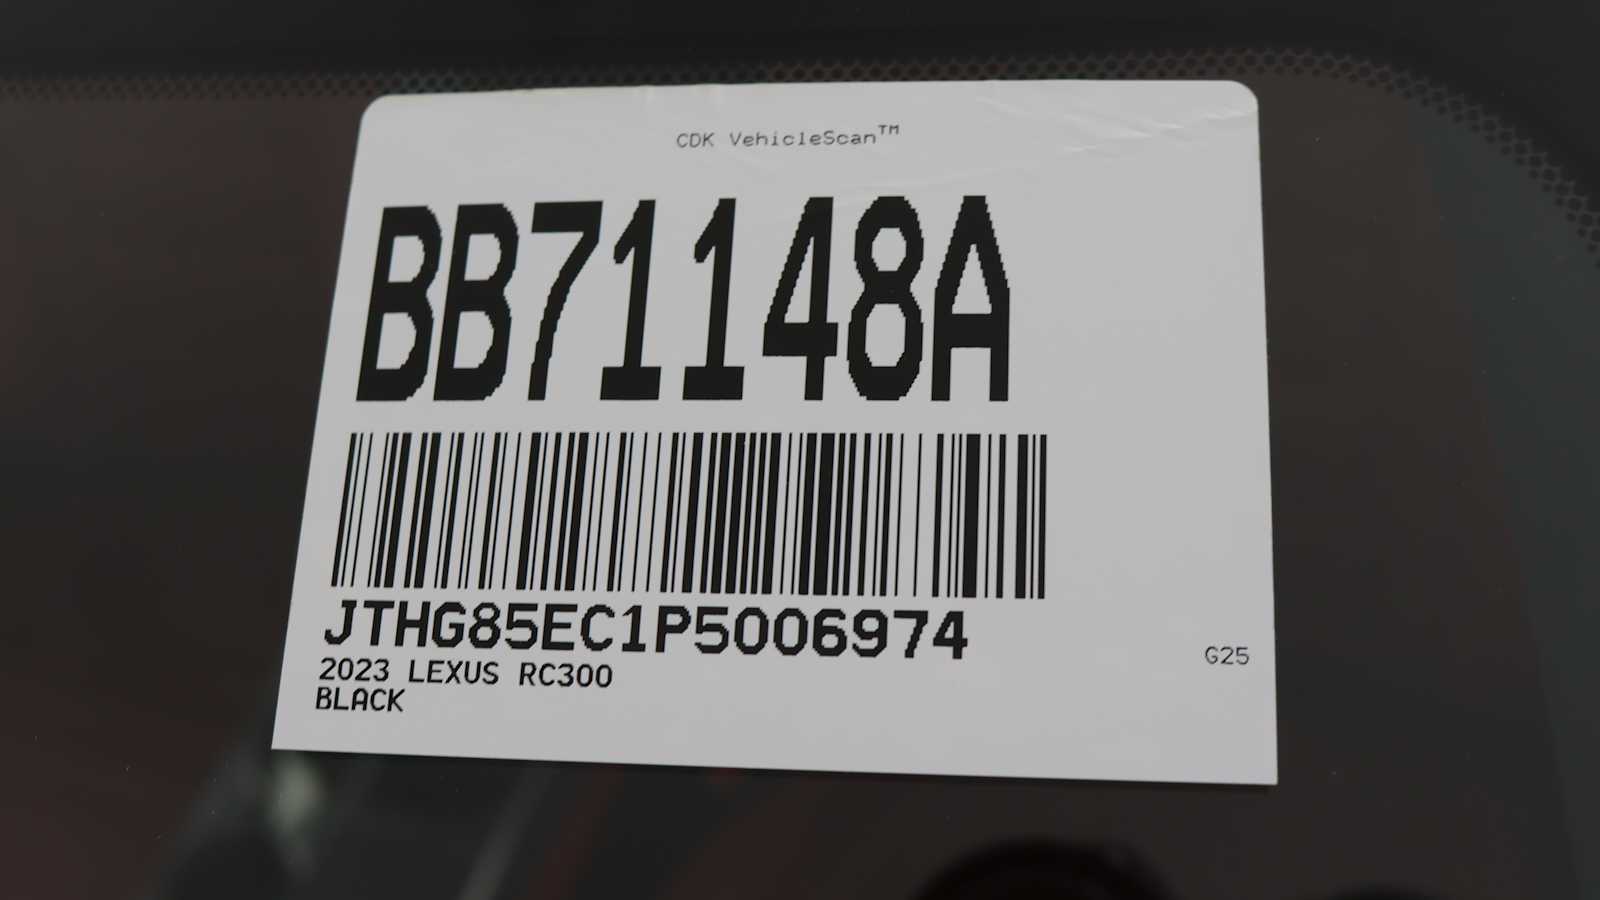 CDK VehicleScan™
BB71148A
JTHG85EC1P5006974
G25
2023 LEXUS RC300
BLACK